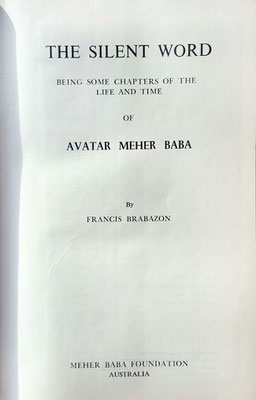 THE SILENT WORD
BEING SOME CHAPTERS OF THE
LIFE AND TIME
OF
AVATAR MEHER BABA
By
FRANCIS BRABAZON
MEHER BABA FOUNDATION
AUSTRALIA